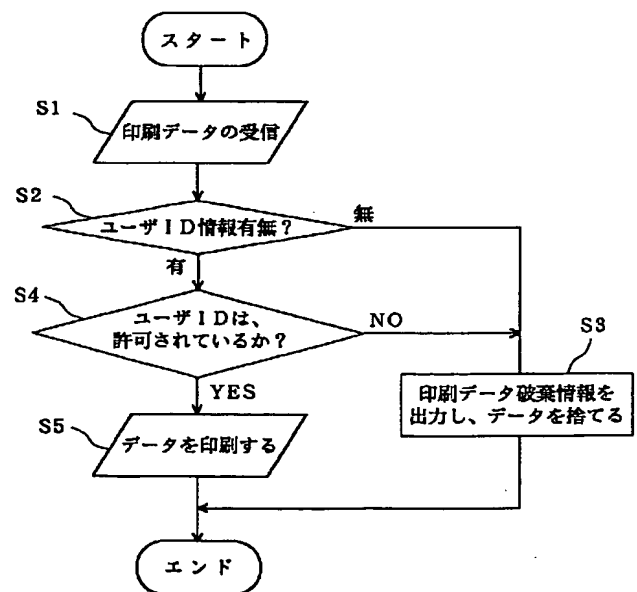 スタート
S1
印刷データの受信
S2
ユーザID情報有無？
無
有
S4
ユーザIDは、
許可されているか？
NO
S3
印刷データ破棄情報を
出力し、データを捨てる
YES
S5
データを印刷する
エンド